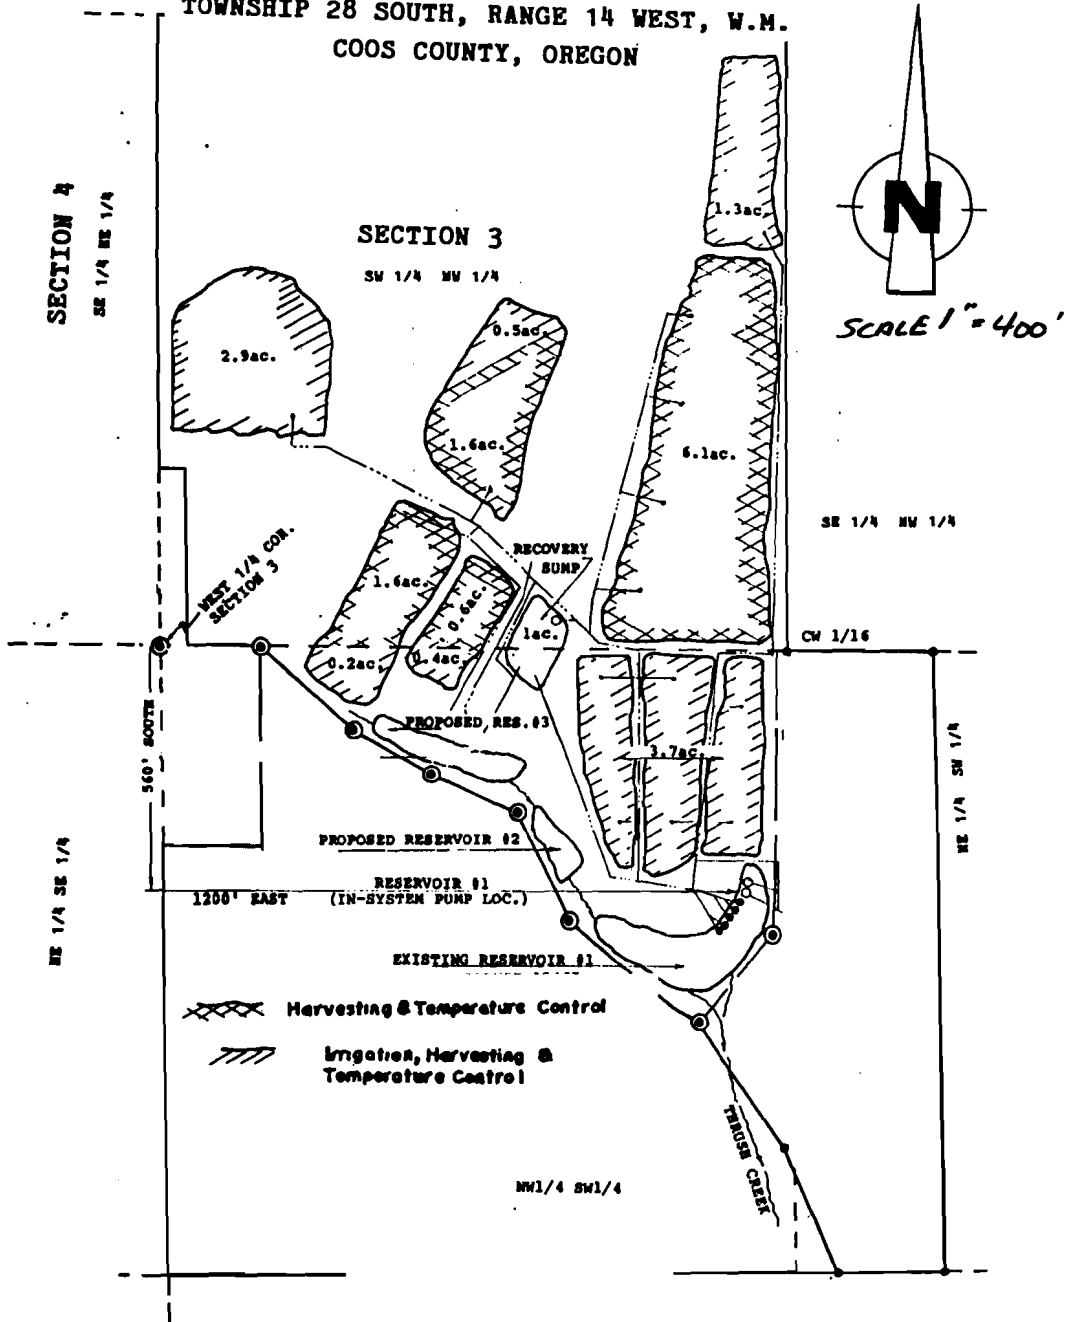 TOWNSHIP 28 SOUTH, RANGE 14 WEST, W.M.
COOS COUNTY, OREGON
N
SCALE 1" = 400'
SECTION 4
SE 1/4 NE 1/4
SECTION 3
SW 1/4 NW 1/4
1.3ac.
2.9ac.
0.5ac.
1.6ac.
6.1ac.
SE 1/4 NW 1/4
WEST 1/4 COR.
SECTION 3
RECOVERY
SUMP
1.6ac.
0.6ac.
1ac.
0.2ac.
0.4ac.
CW 1/16
PROPOSED RES.#3
3.7ac.
560' SOUTH
NE 1/4 SW 1/4
PROPOSED RESERVOIR #2
RESERVOIR #1
1200' EAST (IN-SYSTEM PUMP LOC.)
NE 1/4 SE 1/4
EXISTING RESERVOIR #1
Harvesting & Temperature Control
Irrigation, Harvesting &
Temperature Control
THRUSH CREEK
NW1/4 SW1/4